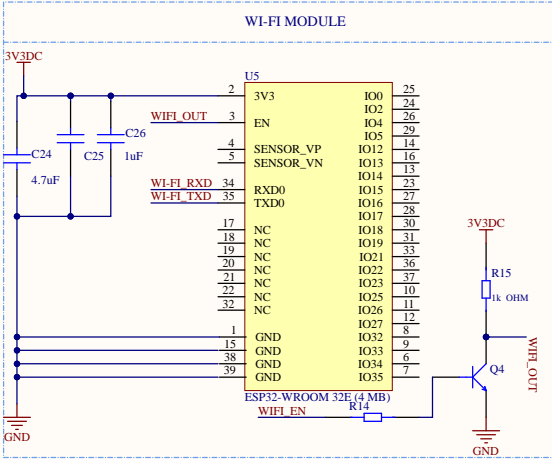 WI-FI MODULE
3V3DC
U5
2 3V3
WIFI_OUT 3 EN
4 SENSOR_VP
5 SENSOR_VN
WI-FI_RXD 34 RXD0
WI-FI_TXD 35 TXD0
17 NC
18 NC
19 NC
20 NC
21 NC
22 NC
32 NC
1 GND
15 GND
38 GND
39 GND
IO0 25
IO2 24
IO4 26
IO5 29
IO12 14
IO13 16
IO14 13
IO15 23
IO16 27
IO17 28
IO18 30
IO19 31
IO21 33
IO22 36
IO23 37
IO25 10
IO26 11
IO27 12
IO32 8
IO33 9
IO34 6
IO35 7
ESP32-WROOM 32E (4 MB)
C24
4.7uF
C25
C26
1uF
GND
WIFI_EN
R14
3V3DC
R15
1k OHM
WIFI_OUT
Q4
GND